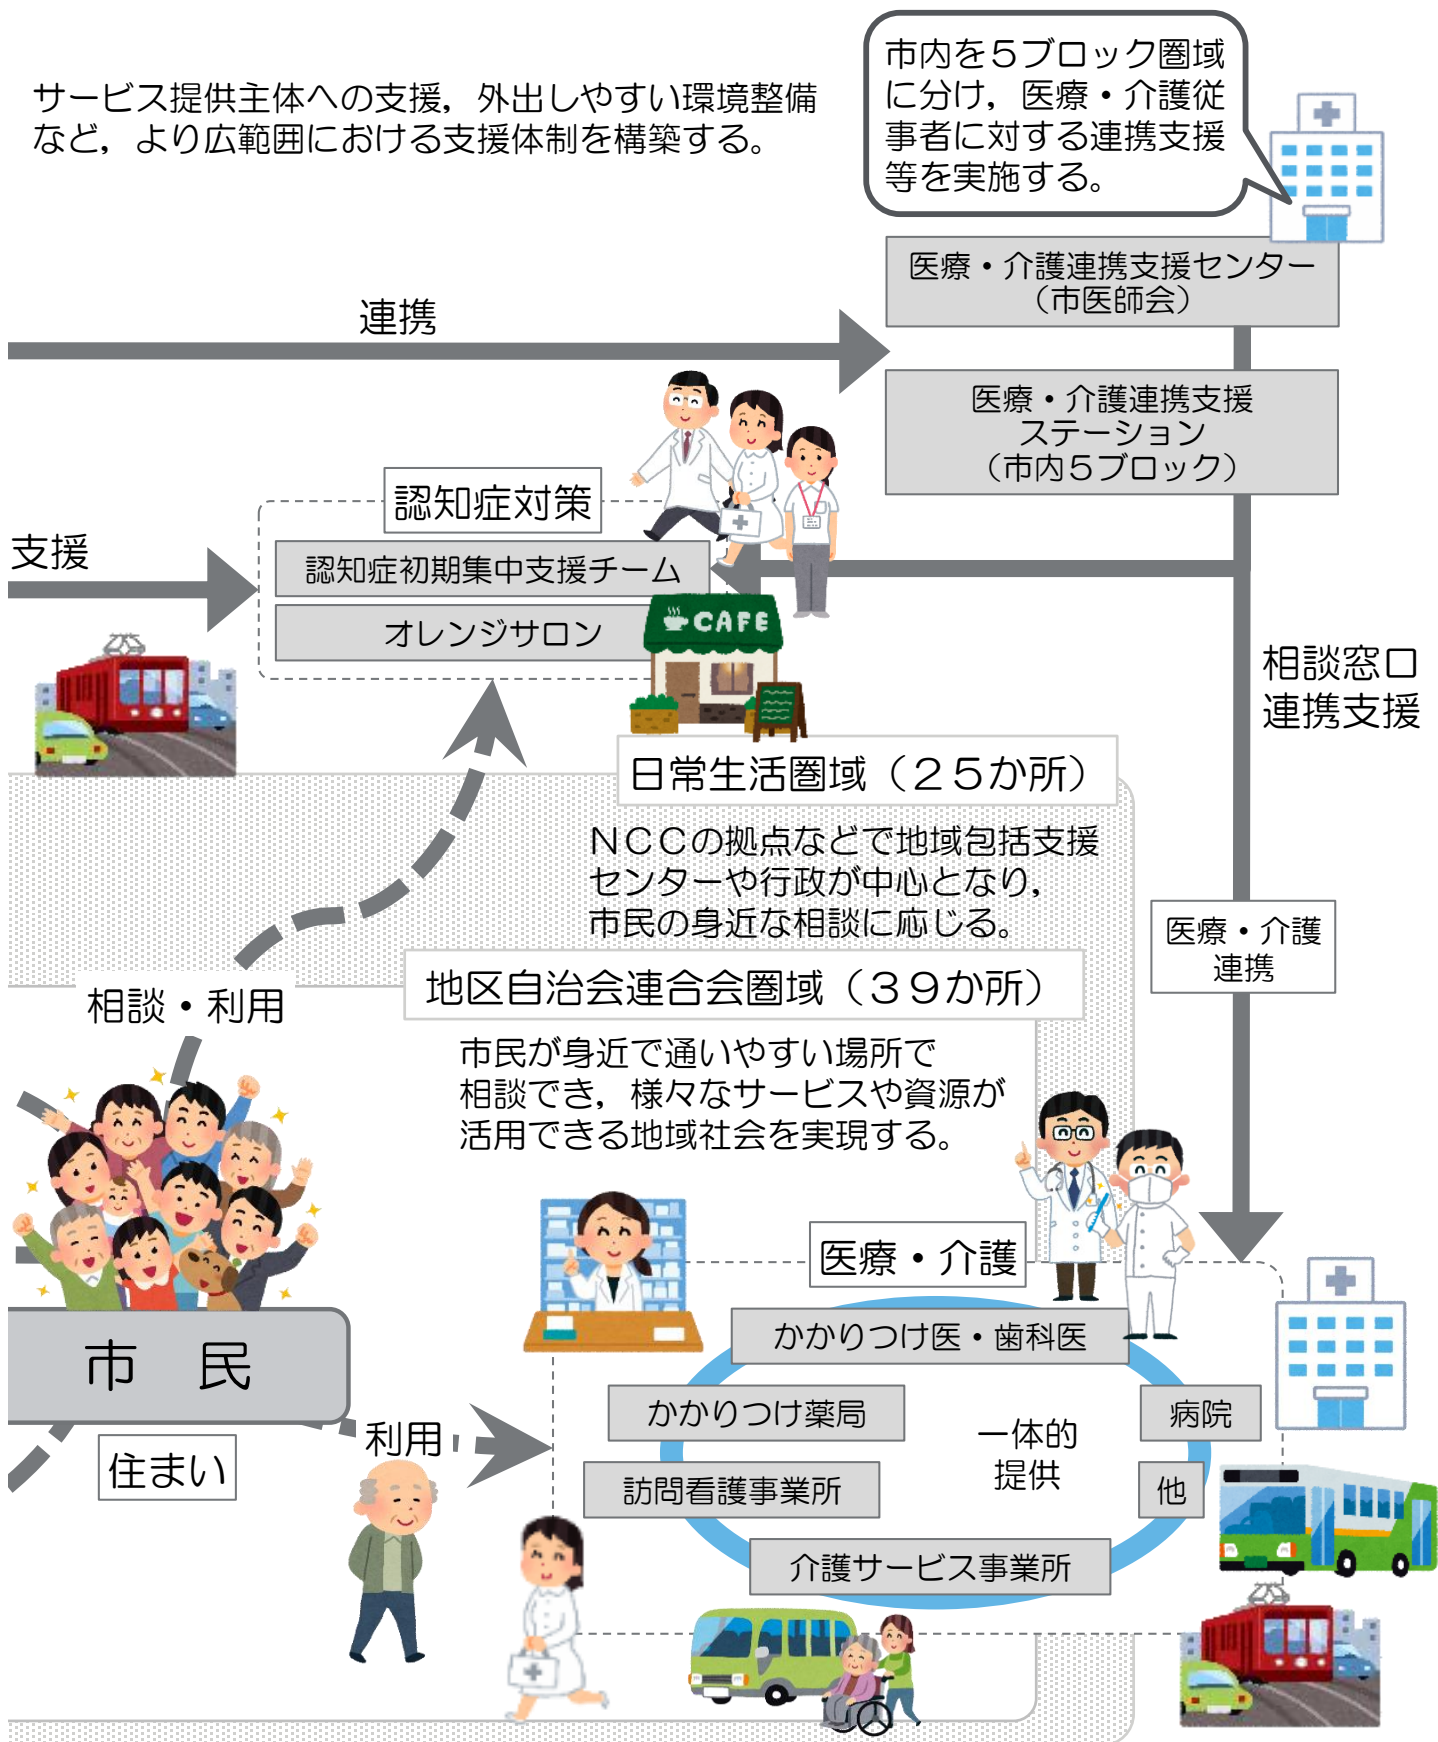 サービス提供主体への支援，外出しやすい環境整備
など，より広範囲における支援体制を構築する。
市内を５ブロック圏域
に分け，医療・介護従
事者に対する連携支援
等を実施する。
医療・介護連携支援センター
（市医師会）
連携
医療・介護連携支援
ステーション
（市内５ブロック）
認知症対策
支援
認知症初期集中支援チーム
オレンジサロン
CAFE
相談窓口
連携支援
日常生活圏域（２５か所）
ＮＣＣの拠点などで地域包括支援
センターや行政が中心となり，
市民の身近な相談に応じる。
医療・介護
連携
地区自治会連合会圏域（３９か所）
相談・利用
市民が身近で通いやすい場所で
相談でき，様々なサービスや資源が
活用できる地域社会を実現する。
医療・介護
かかりつけ医・歯科医
市　民
かかりつけ薬局
病院
一体的
提供
利用
住まい
訪問看護事業所
他
介護サービス事業所